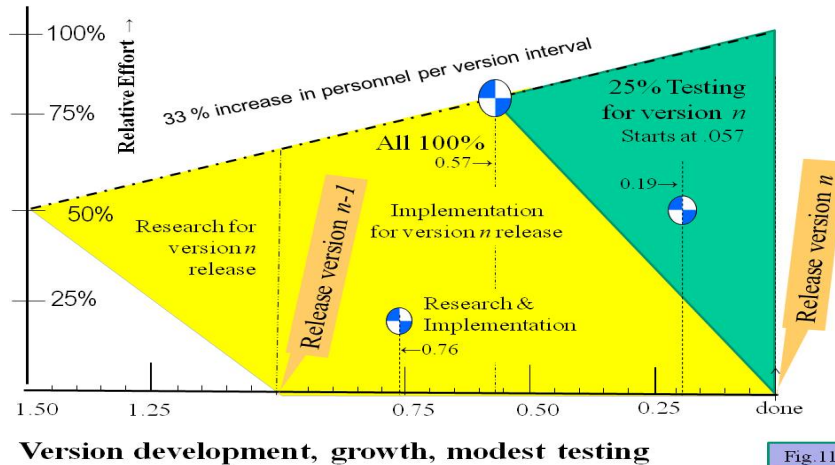 100%
Relative Effort →
33 % increase in personnel per version interval
75%
25% Testing
for version n
Starts at .057
All 100%
0.57→
0.19→
50%
Research for
version n
release
Release version n-1
Implementation
for version n release
Release version n
25%
Research &
Implementation
←0.76
1.50
1.25
0.75
0.50
0.25
done
Version development, growth, modest testing
Fig.11